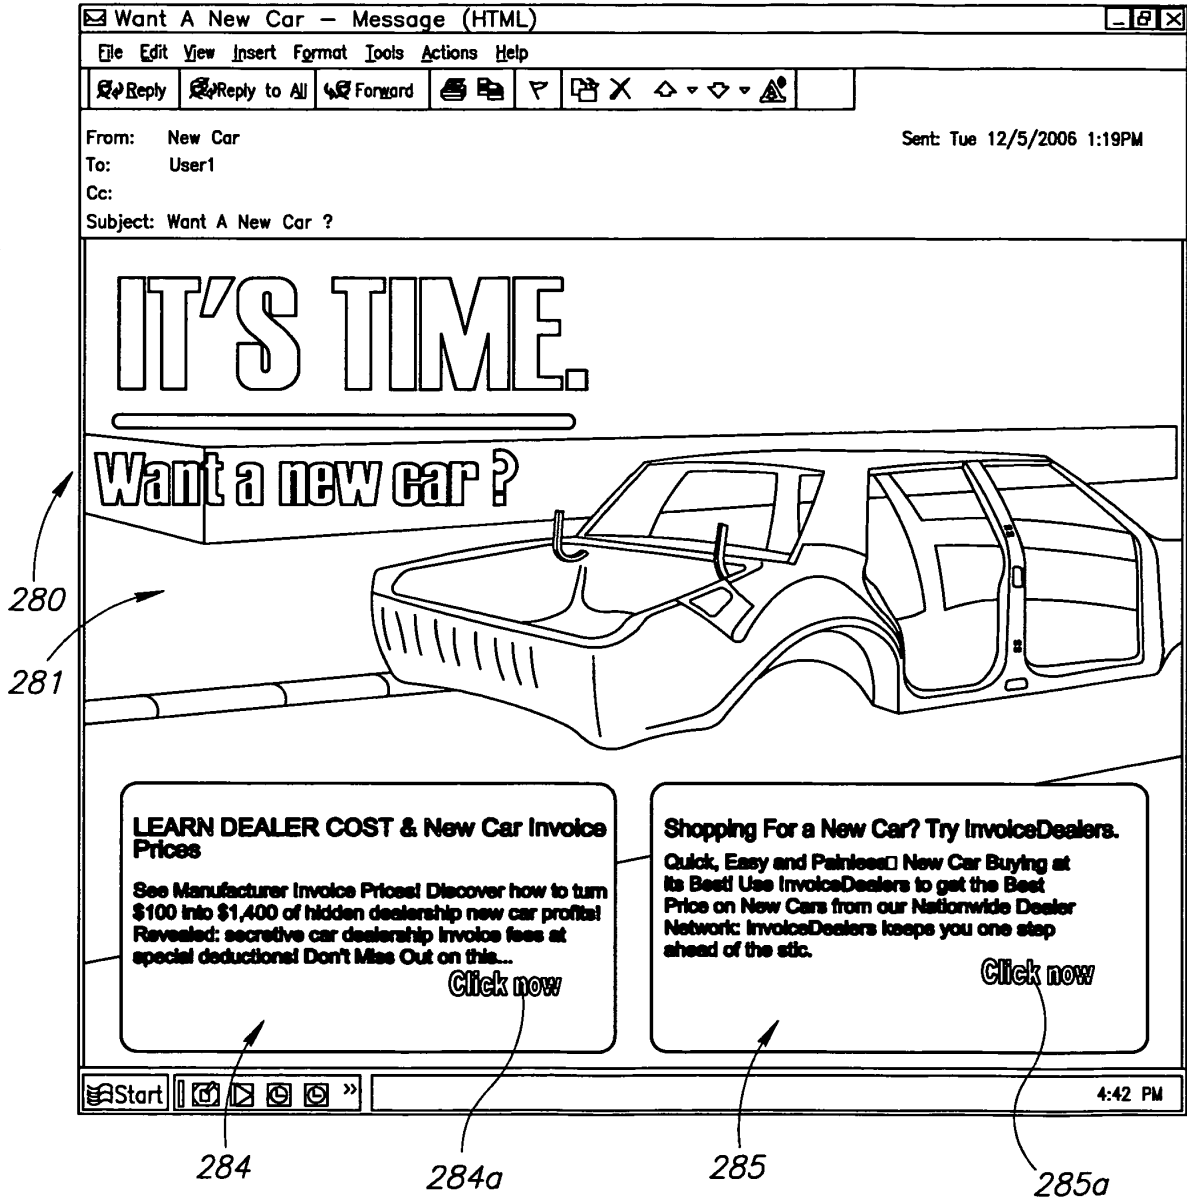 Want A New Car – Message (HTML)
File Edit View Insert Format Tools Actions Help
Reply Reply to All Forward
From: New Car
Sent: Tue 12/5/2006 1:19PM
To: User1
Cc:
Subject: Want A New Car ?
IT'S TIME.
Want a new car ?
280
281
LEARN DEALER COST & New Car Invoice
Prices
See Manufacturer Invoice Prices! Discover how to turn
$100 into $1,400 of hidden dealership new car profits!
Revealed: secretive car dealership invoice fees at
special deductions! Don't Miss Out on this...
Click now
Shopping For a New Car? Try InvoiceDealers.
Quick, Easy and Painless□ New Car Buying at
its Best! Use InvoiceDealers to get the Best
Price on New Cars from our Nationwide Dealer
Network: InvoiceDealers keeps you one step
ahead of the stic.
Click now
Start
»
4:42 PM
284
284a
285
285a